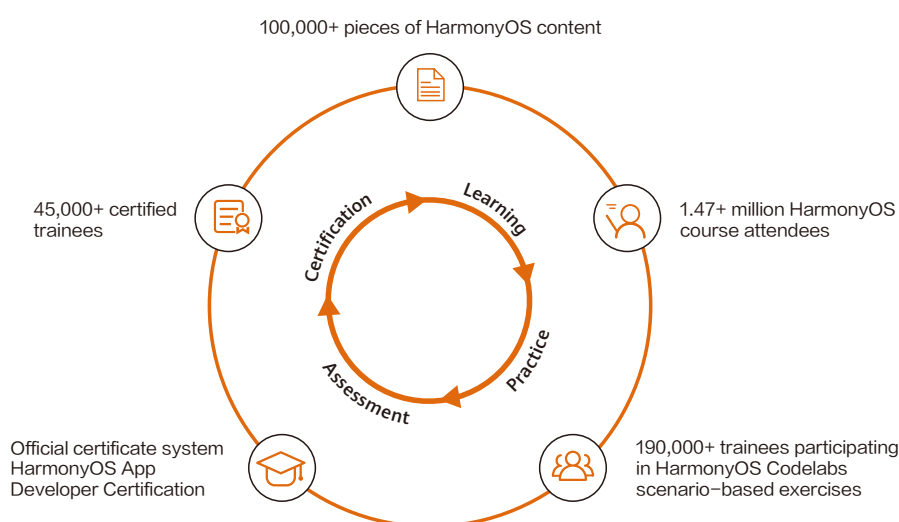 100,000+ pieces of HarmonyOS content
Learning
Certification
45,000+ certified
trainees
1.47+ million HarmonyOS
course attendees
Practice
Assessment
Official certificate system
HarmonyOS App
Developer Certification
190,000+ trainees participating
in HarmonyOS Codelabs
scenario-based exercises